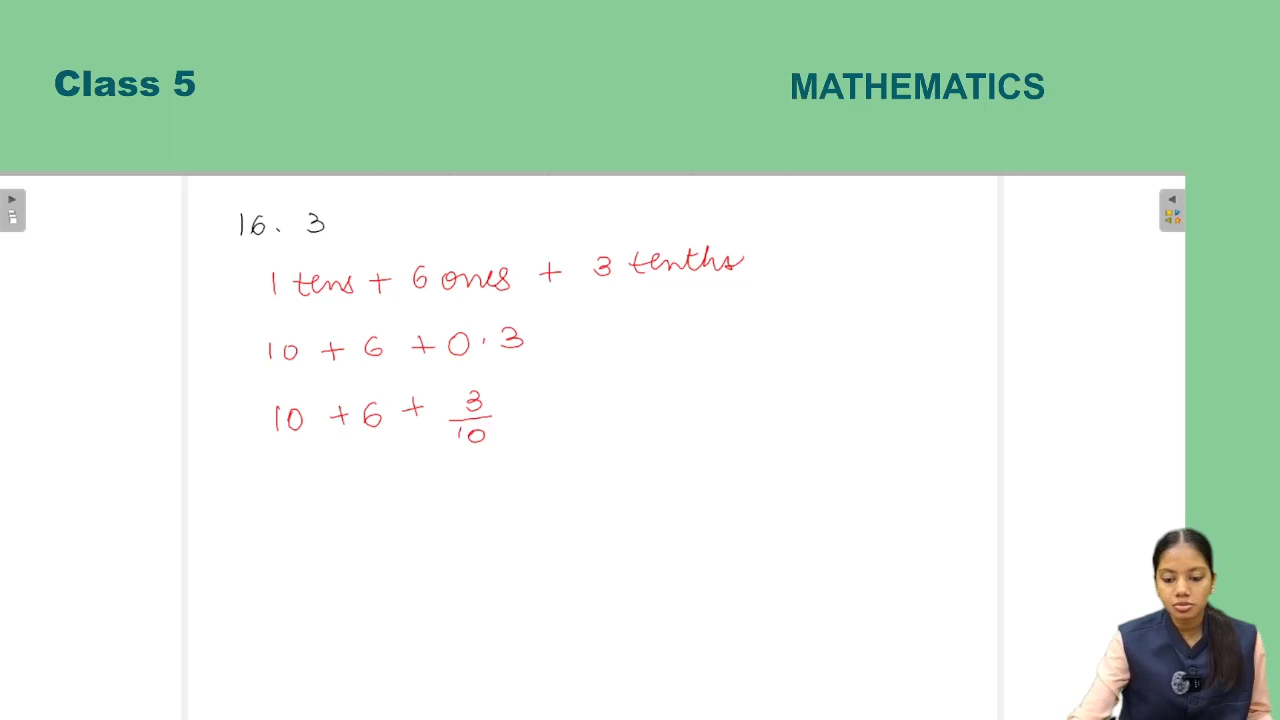 Class 5
MATHEMATICS
16. 3
1 tens + 6 ones + 3 tenths
10 + 6 + 0.3
10 + 6 + 3/10